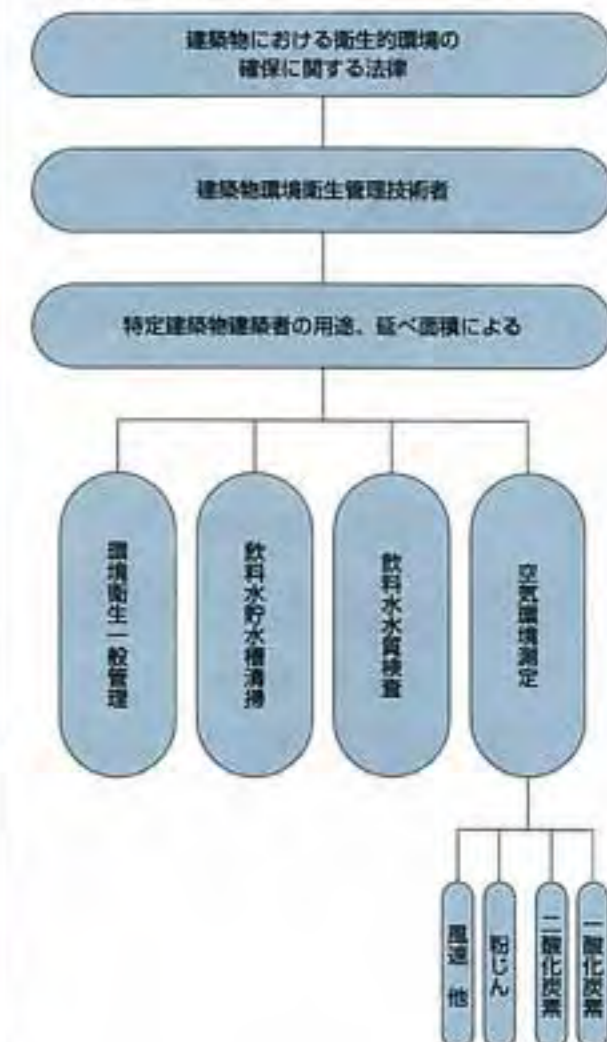 建築物における衛生的環境の
確保に関する法律
建築物環境衛生管理技術者
特定建築物建築者の用途、延べ面積による
環境衛生一般管理
飲料水貯水槽清掃
飲料水水質検査
空気環境測定
風速 他
粉じん
二酸化炭素
一酸化炭素